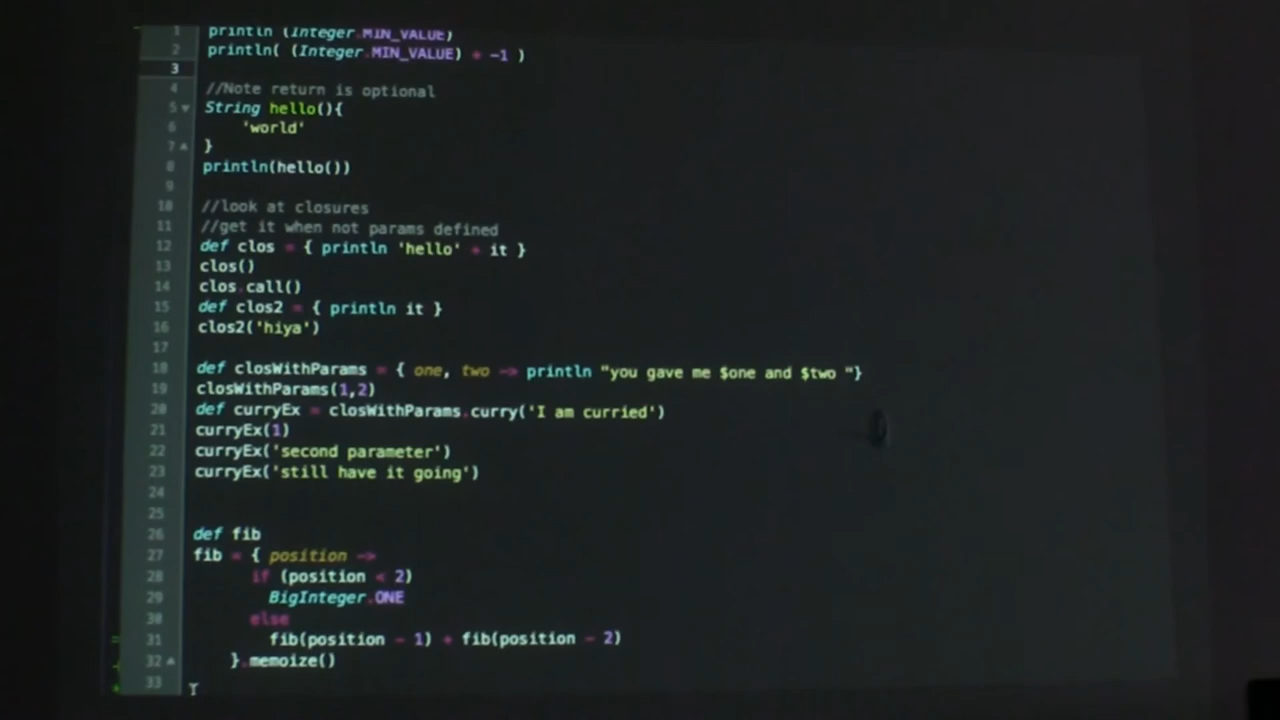 1 println (Integer.MIN_VALUE)
2 println( (Integer.MIN_VALUE) + -1 )
3
4 //Note return is optional
5 String hello(){
6 'world'
7 }
8 println(hello())
9
10 //look at closures
11 //get it when not params defined
12 def clos = { println 'hello' + it }
13 clos()
14 clos.call()
15 def clos2 = { println it }
16 clos2('hiya')
17
18 def closWithParams = { one, two -> println "you gave me $one and $two "}
19 closWithParams(1,2)
20 def curryEx = closWithParams.curry('I am curried')
21 curryEx(1)
22 curryEx('second parameter')
23 curryEx('still have it going')
24
25
26 def fib
27 fib = { position ->
28 if (position < 2)
29 BigInteger.ONE
30 else
31 fib(position - 1) + fib(position - 2)
32 }.memoize()
33